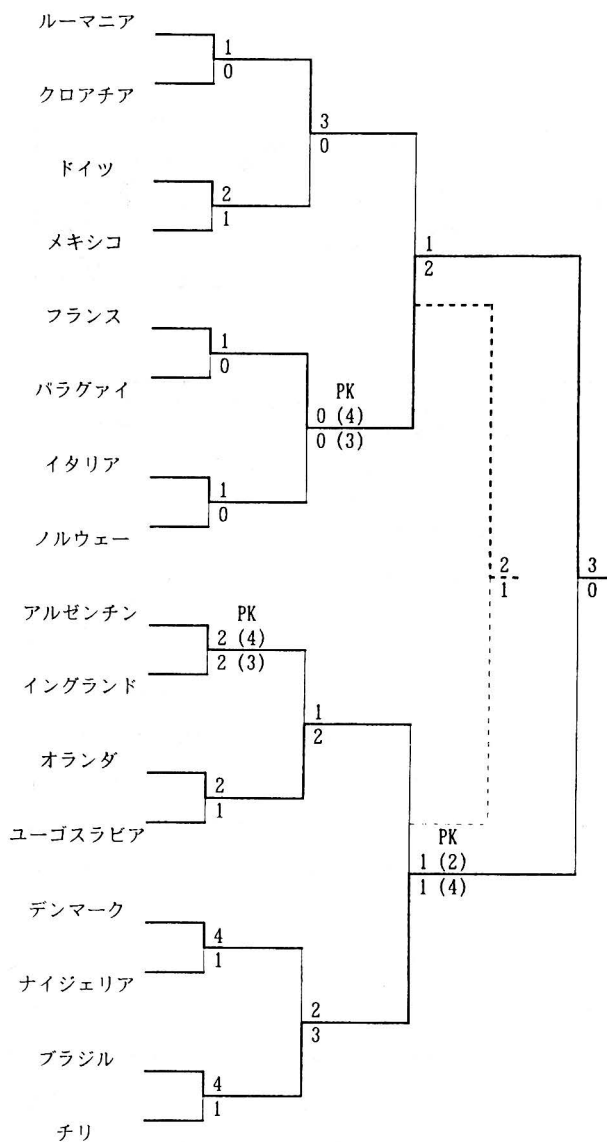 ルーマニア
1
0
クロアチア
3
0
ドイツ
2
1
メキシコ
1
2
フランス
1
0
パラグァイ
PK
0 (4)
0 (3)
イタリア
1
0
ノルウェー
2
1
3
0
アルゼンチン
PK
2 (4)
2 (3)
イングランド
1
2
オランダ
2
1
ユーゴスラビア
PK
1 (2)
1 (4)
デンマーク
4
1
ナイジェリア
2
3
ブラジル
4
1
チリ